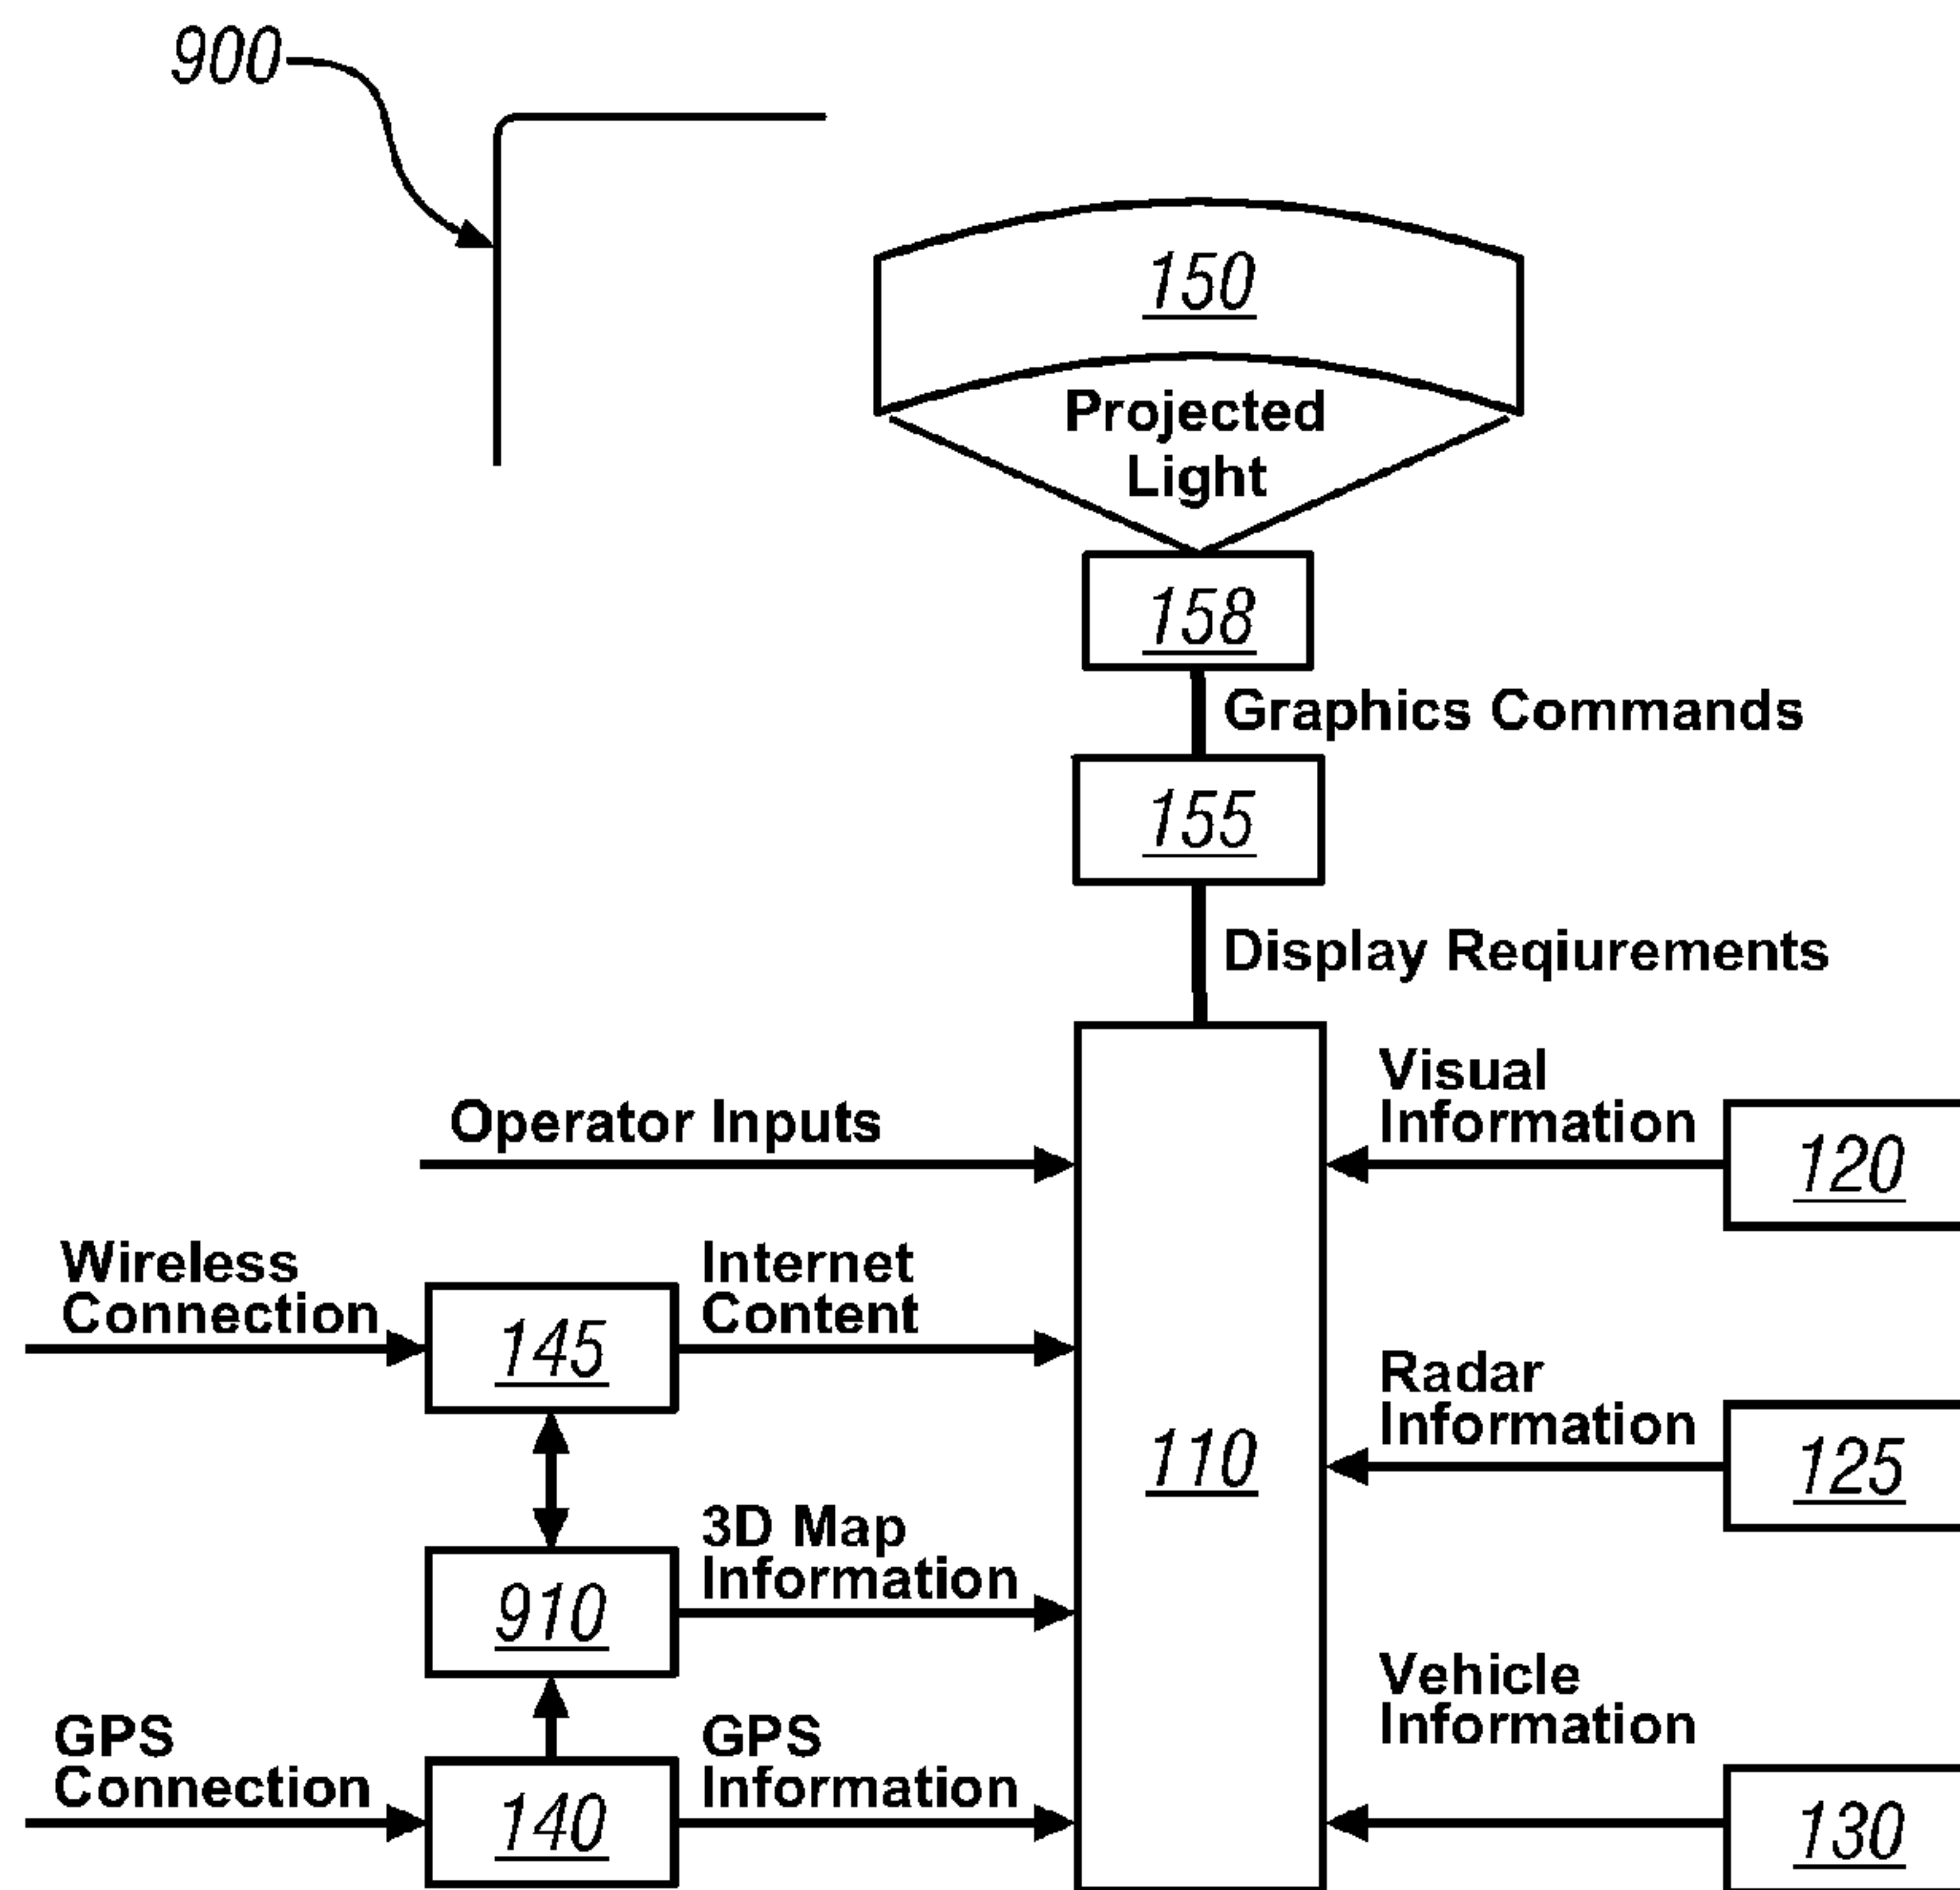 900
150
Projected
Light
158
Graphics Commands
155
Display Reqiurements
Operator Inputs
Visual
Information
120
Wireless
Connection
145
Internet
Content
110
Radar
Information
125
3D Map
Information
910
GPS
Connection
140
GPS
Information
Vehicle
Information
130